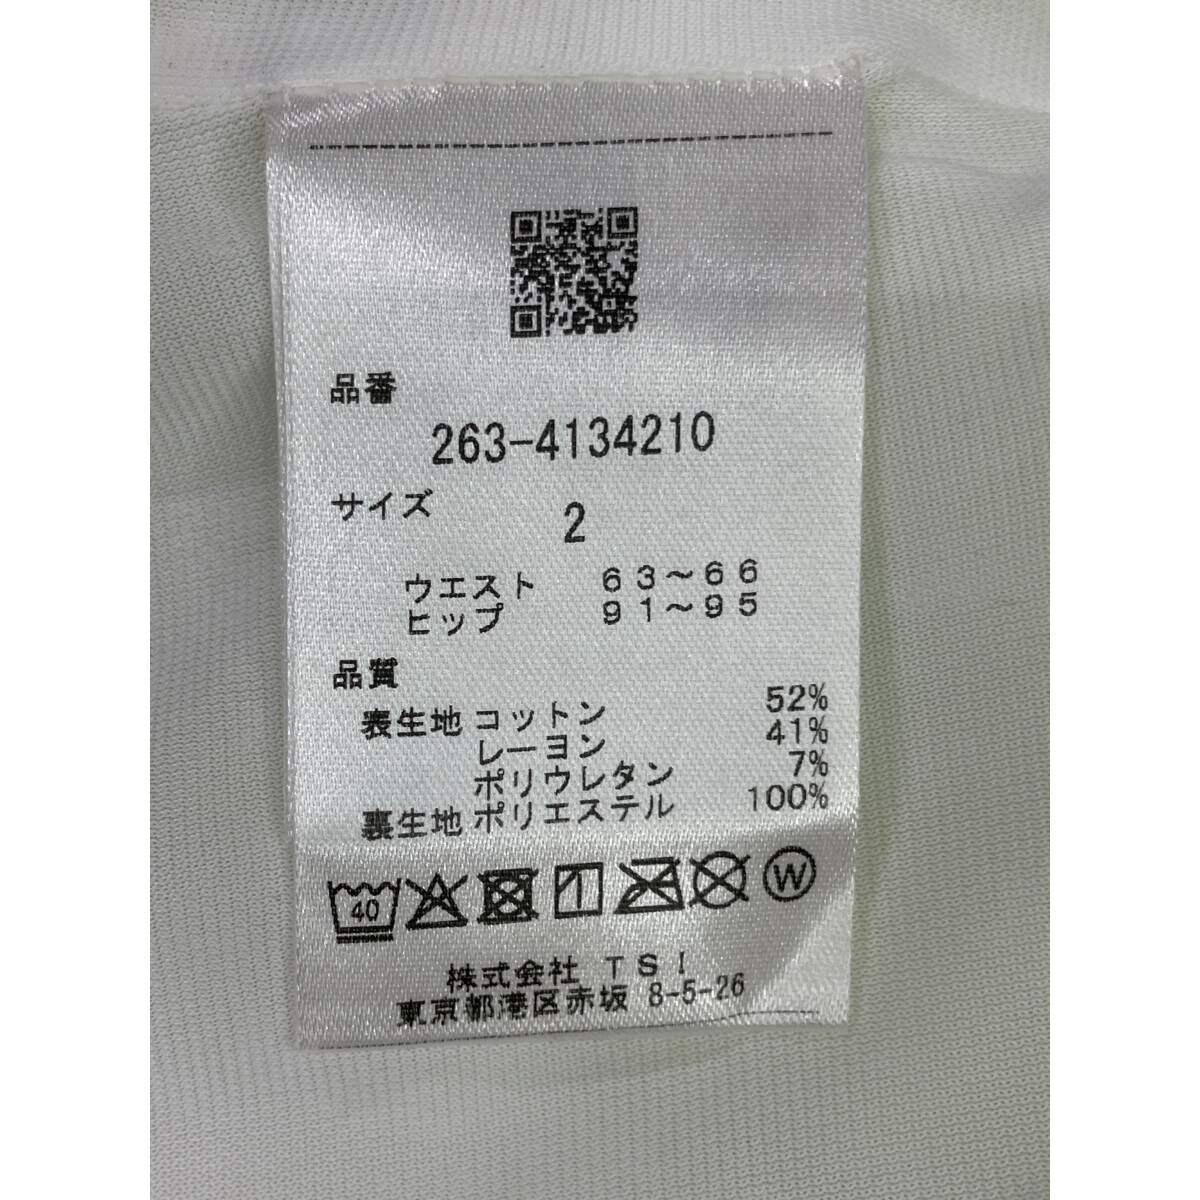 品番
263-4134210
サイズ 2
ウエスト 63～66
ヒップ 91～95
品質
表生地 コットン 52%
レーヨン 41%
ポリウレタン 7%
裏生地 ポリエステル 100%
40 W
株式会社 TSI
東京都港区赤坂 8-5-26